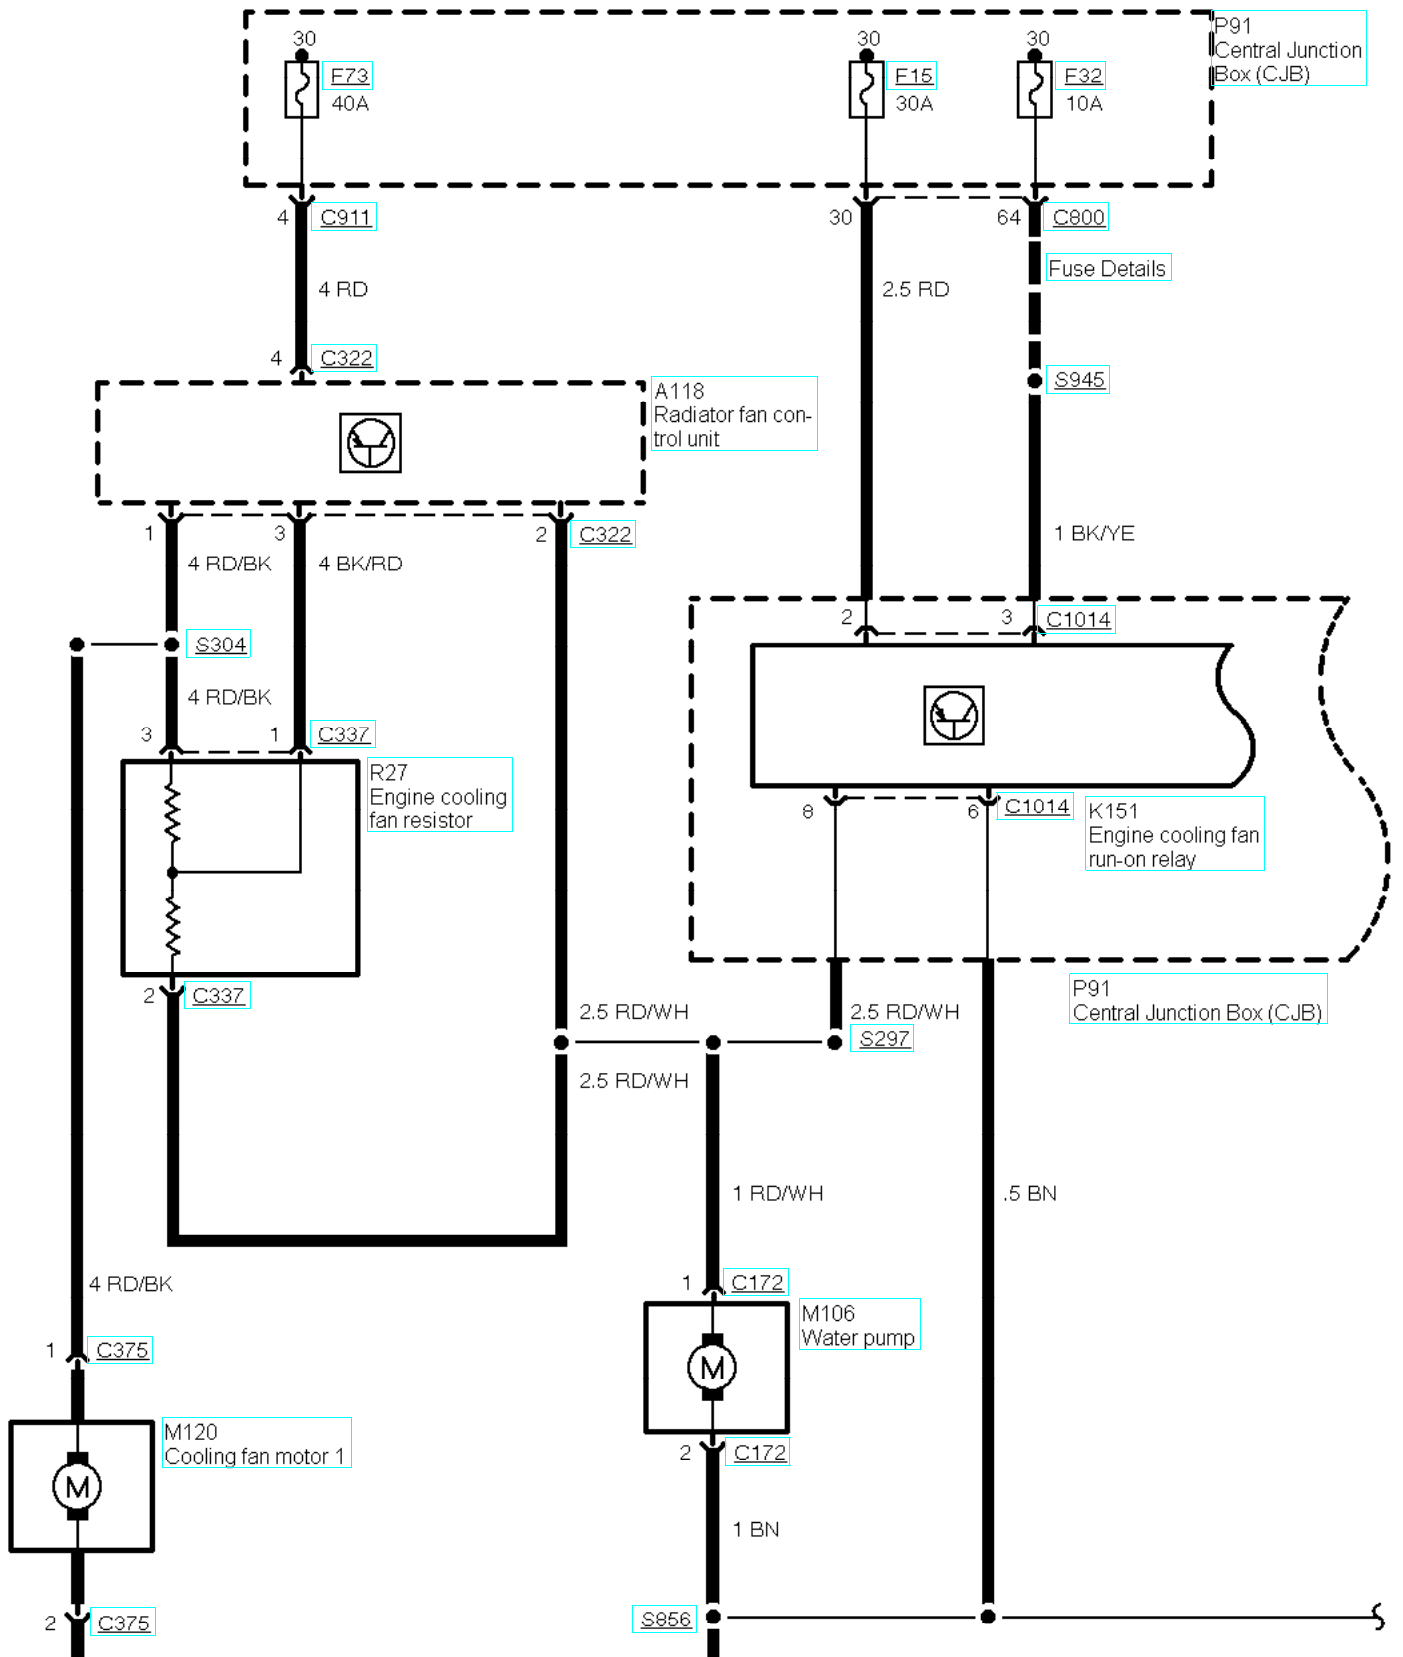 P91
Central Junction
Box (CJB)
30
30
30
F73
F15
F32
40A
30A
10A
4
C911
30
64
C800
Fuse Details
4 RD
2.5 RD
4
C322
S945
A118
Radiator fan con-
trol unit
1
3
2
C322
1 BK/YE
4 RD/BK
4 BK/RD
2
3
C1014
S304
4 RD/BK
3
1
C337
R27
Engine cooling
fan resistor
8
6
C1014
K151
Engine cooling fan
run-on relay
2
C337
P91
Central Junction Box (CJB)
2.5 RD/WH
2.5 RD/WH
S297
2.5 RD/WH
1 RD/WH
.5 BN
4 RD/BK
1
C172
M106
Water pump
1
C375
M
M120
Cooling fan motor 1
2
C172
M
1 BN
2
C375
S856